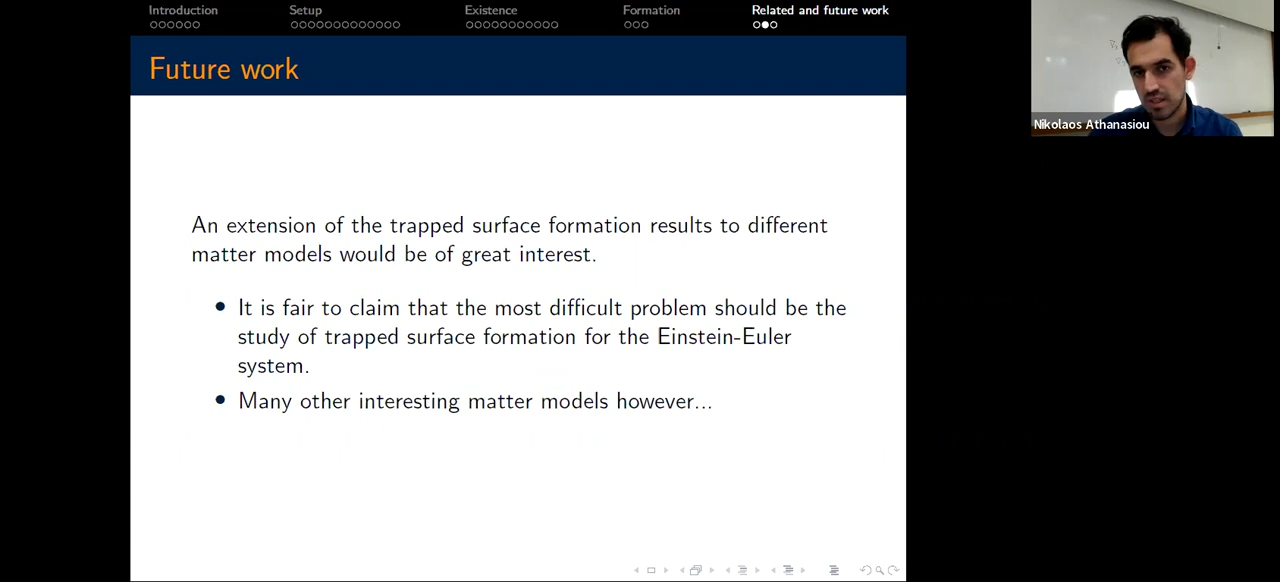 Introduction
Setup
Existence
Formation
Related and future work
Future work
An extension of the trapped surface formation results to different
matter models would be of great interest.
It is fair to claim that the most difficult problem should be the
study of trapped surface formation for the Einstein-Euler
system.
Many other interesting matter models however...
Nikolaos Athanasiou